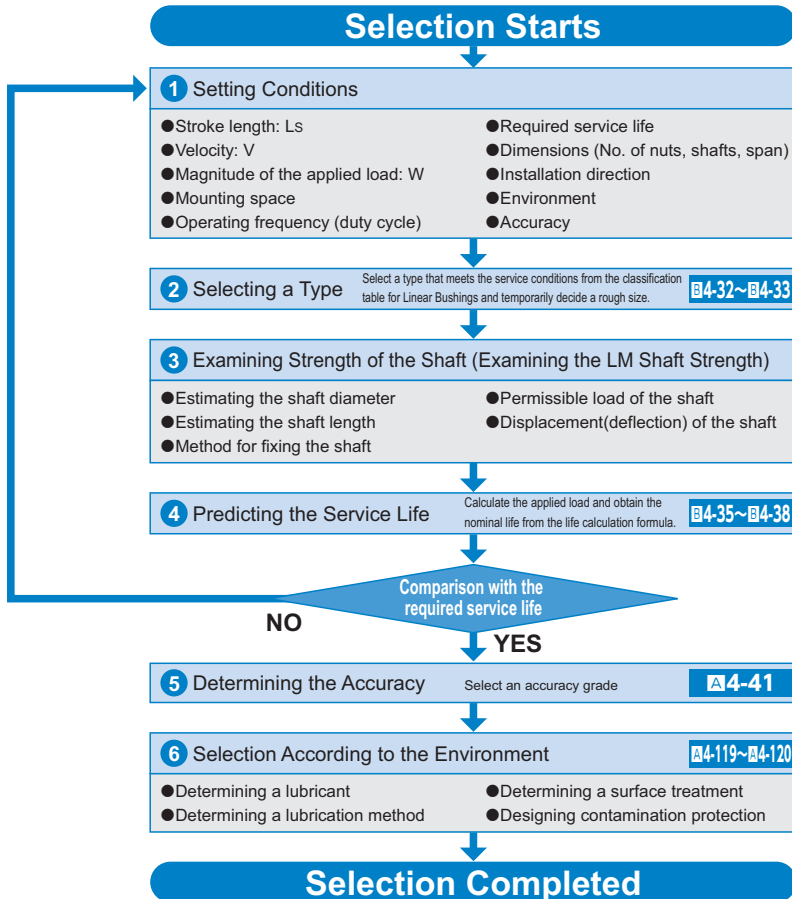 Selection Starts
1 Setting Conditions
●Stroke length: LS
●Velocity: V
●Magnitude of the applied load: W
●Mounting space
●Operating frequency (duty cycle)
●Required service life
●Dimensions (No. of nuts, shafts, span)
●Installation direction
●Environment
●Accuracy
2 Selecting a Type
Select a type that meets the service conditions from the classification
table for Linear Bushings and temporarily decide a rough size.
B4-32~B4-33
3 Examining Strength of the Shaft (Examining the LM Shaft Strength)
●Estimating the shaft diameter
●Estimating the shaft length
●Method for fixing the shaft
●Permissible load of the shaft
●Displacement(deflection) of the shaft
4 Predicting the Service Life
Calculate the applied load and obtain the
nominal life from the life calculation formula.
B4-35~B4-38
Comparison with the
required service life
NO
YES
5 Determining the Accuracy
Select an accuracy grade
A4-41
6 Selection According to the Environment
A4-119~A4-120
●Determining a lubricant
●Determining a lubrication method
●Determining a surface treatment
●Designing contamination protection
Selection Completed